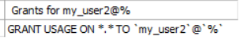 Grants for my_user2@%
GRANT USAGE ON *.* TO `my_user2`@`%`